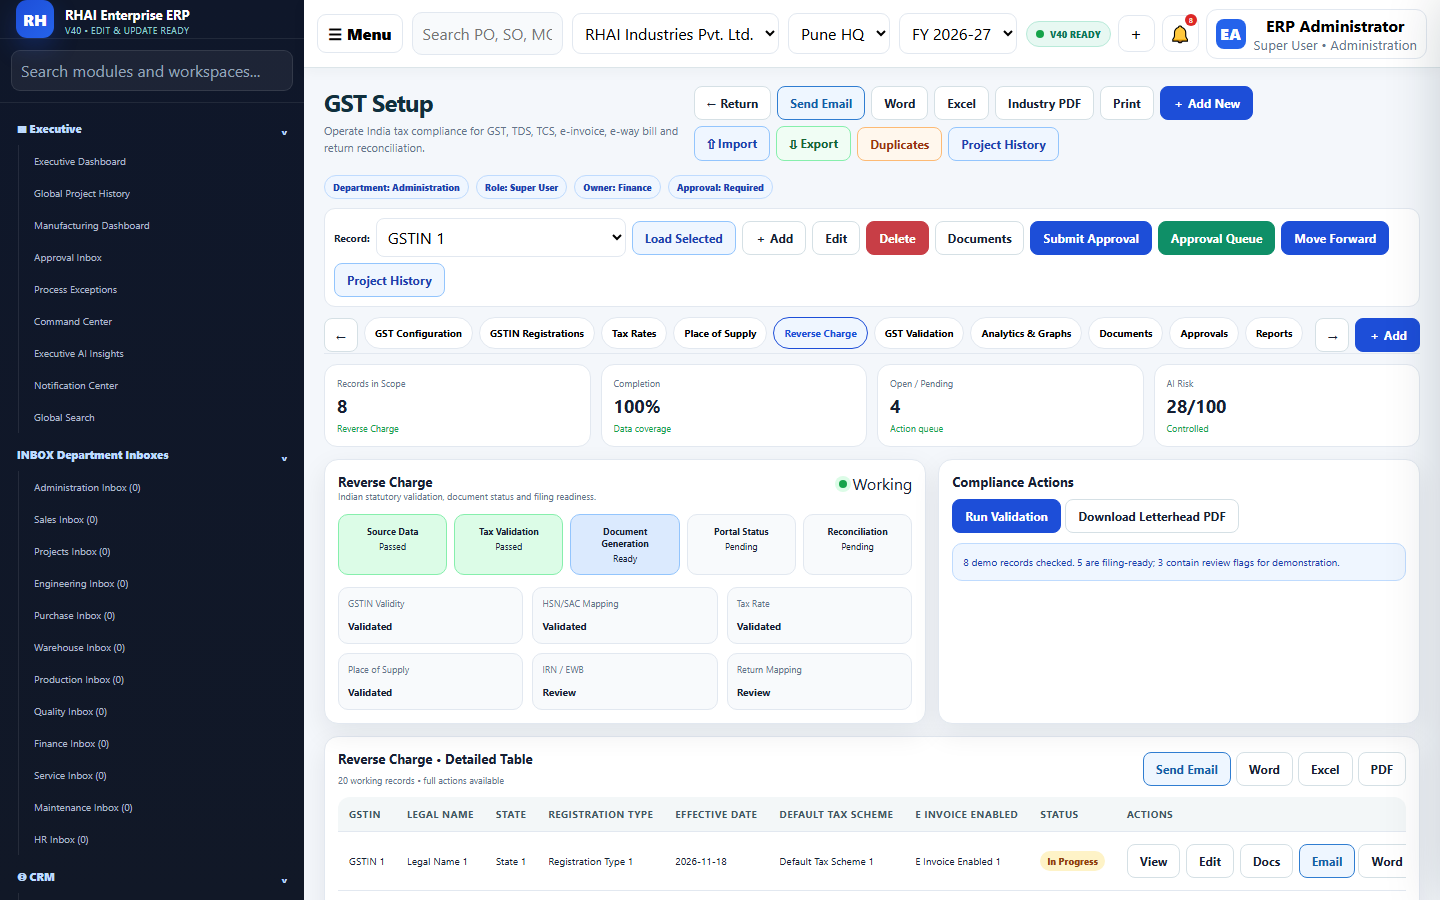 RH
RHAI Enterprise ERP
V40 • EDIT & UPDATE READY
Search modules and workspaces...
Executive
Executive Dashboard
Global Project History
Manufacturing Dashboard
Approval Inbox
Process Exceptions
Command Center
Executive AI Insights
Notification Center
Global Search
INBOX Department Inboxes
Administration Inbox (0)
Sales Inbox (0)
Projects Inbox (0)
Engineering Inbox (0)
Purchase Inbox (0)
Warehouse Inbox (0)
Production Inbox (0)
Quality Inbox (0)
Finance Inbox (0)
Service Inbox (0)
Maintenance Inbox (0)
HR Inbox (0)
CRM
☰ Menu
Search PO, SO, MO
RHAI Industries Pvt. Ltd.
Pune HQ
FY 2026-27
V40 READY
+
8
EA
ERP Administrator
Super User • Administration
GST Setup
Operate India tax compliance for GST, TDS, TCS, e-invoice, e-way bill and
return reconciliation.
← Return
Send Email
Word
Excel
Industry PDF
Print
+ Add New
⇧ Import
⇩ Export
Duplicates
Project History
Department: Administration
Role: Super User
Owner: Finance
Approval: Required
Record:
GSTIN 1
Load Selected
+ Add
Edit
Delete
Documents
Submit Approval
Approval Queue
Move Forward
Project History
←
GST Configuration
GSTIN Registrations
Tax Rates
Place of Supply
Reverse Charge
GST Validation
Analytics & Graphs
Documents
Approvals
Reports
→
+ Add
Records in Scope
8
Reverse Charge
Completion
100%
Data coverage
Open / Pending
4
Action queue
AI Risk
28/100
Controlled
Reverse Charge
Indian statutory validation, document status and filing readiness.
Working
Source Data
Passed
Tax Validation
Passed
Document
Generation
Ready
Portal Status
Pending
Reconciliation
Pending
GSTIN Validity
Validated
HSN/SAC Mapping
Validated
Tax Rate
Validated
Place of Supply
Validated
IRN / EWB
Review
Return Mapping
Review
Compliance Actions
Run Validation
Download Letterhead PDF
8 demo records checked. 5 are filing-ready; 3 contain review flags for demonstration.
Reverse Charge • Detailed Table
20 working records • full actions available
Send Email
Word
Excel
PDF
GSTIN LEGAL NAME STATE REGISTRATION TYPE EFFECTIVE DATE DEFAULT TAX SCHEME E INVOICE ENABLED STATUS ACTIONS
GSTIN 1 Legal Name 1 State 1 Registration Type 1 2026-11-18 Default Tax Scheme 1 E Invoice Enabled 1 In Progress View Edit Docs Email Word